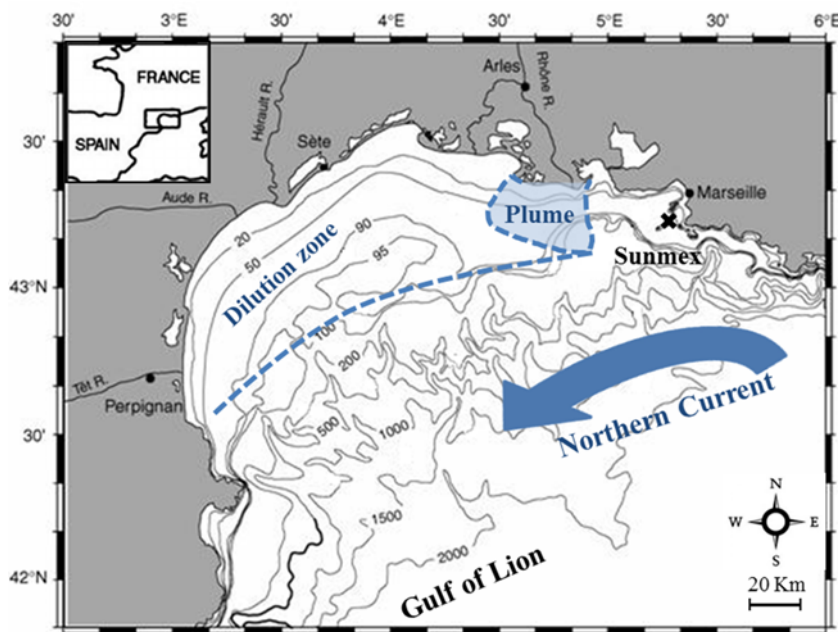 30' 3°E 30' 4°E 30' 5°E 30' 6°E
FRANCE
SPAIN
Hérault R.
Arles
Rhône R.
30'
Sète
Marseille
Aude R.
Plume
20
50
90
95
Dilution zone
Sunmex
43°N
100
200
Têt R.
Perpignan
500
1000
Northern Current
30'
1500
2000
N
W E
S
42°N
Gulf of Lion
20 Km